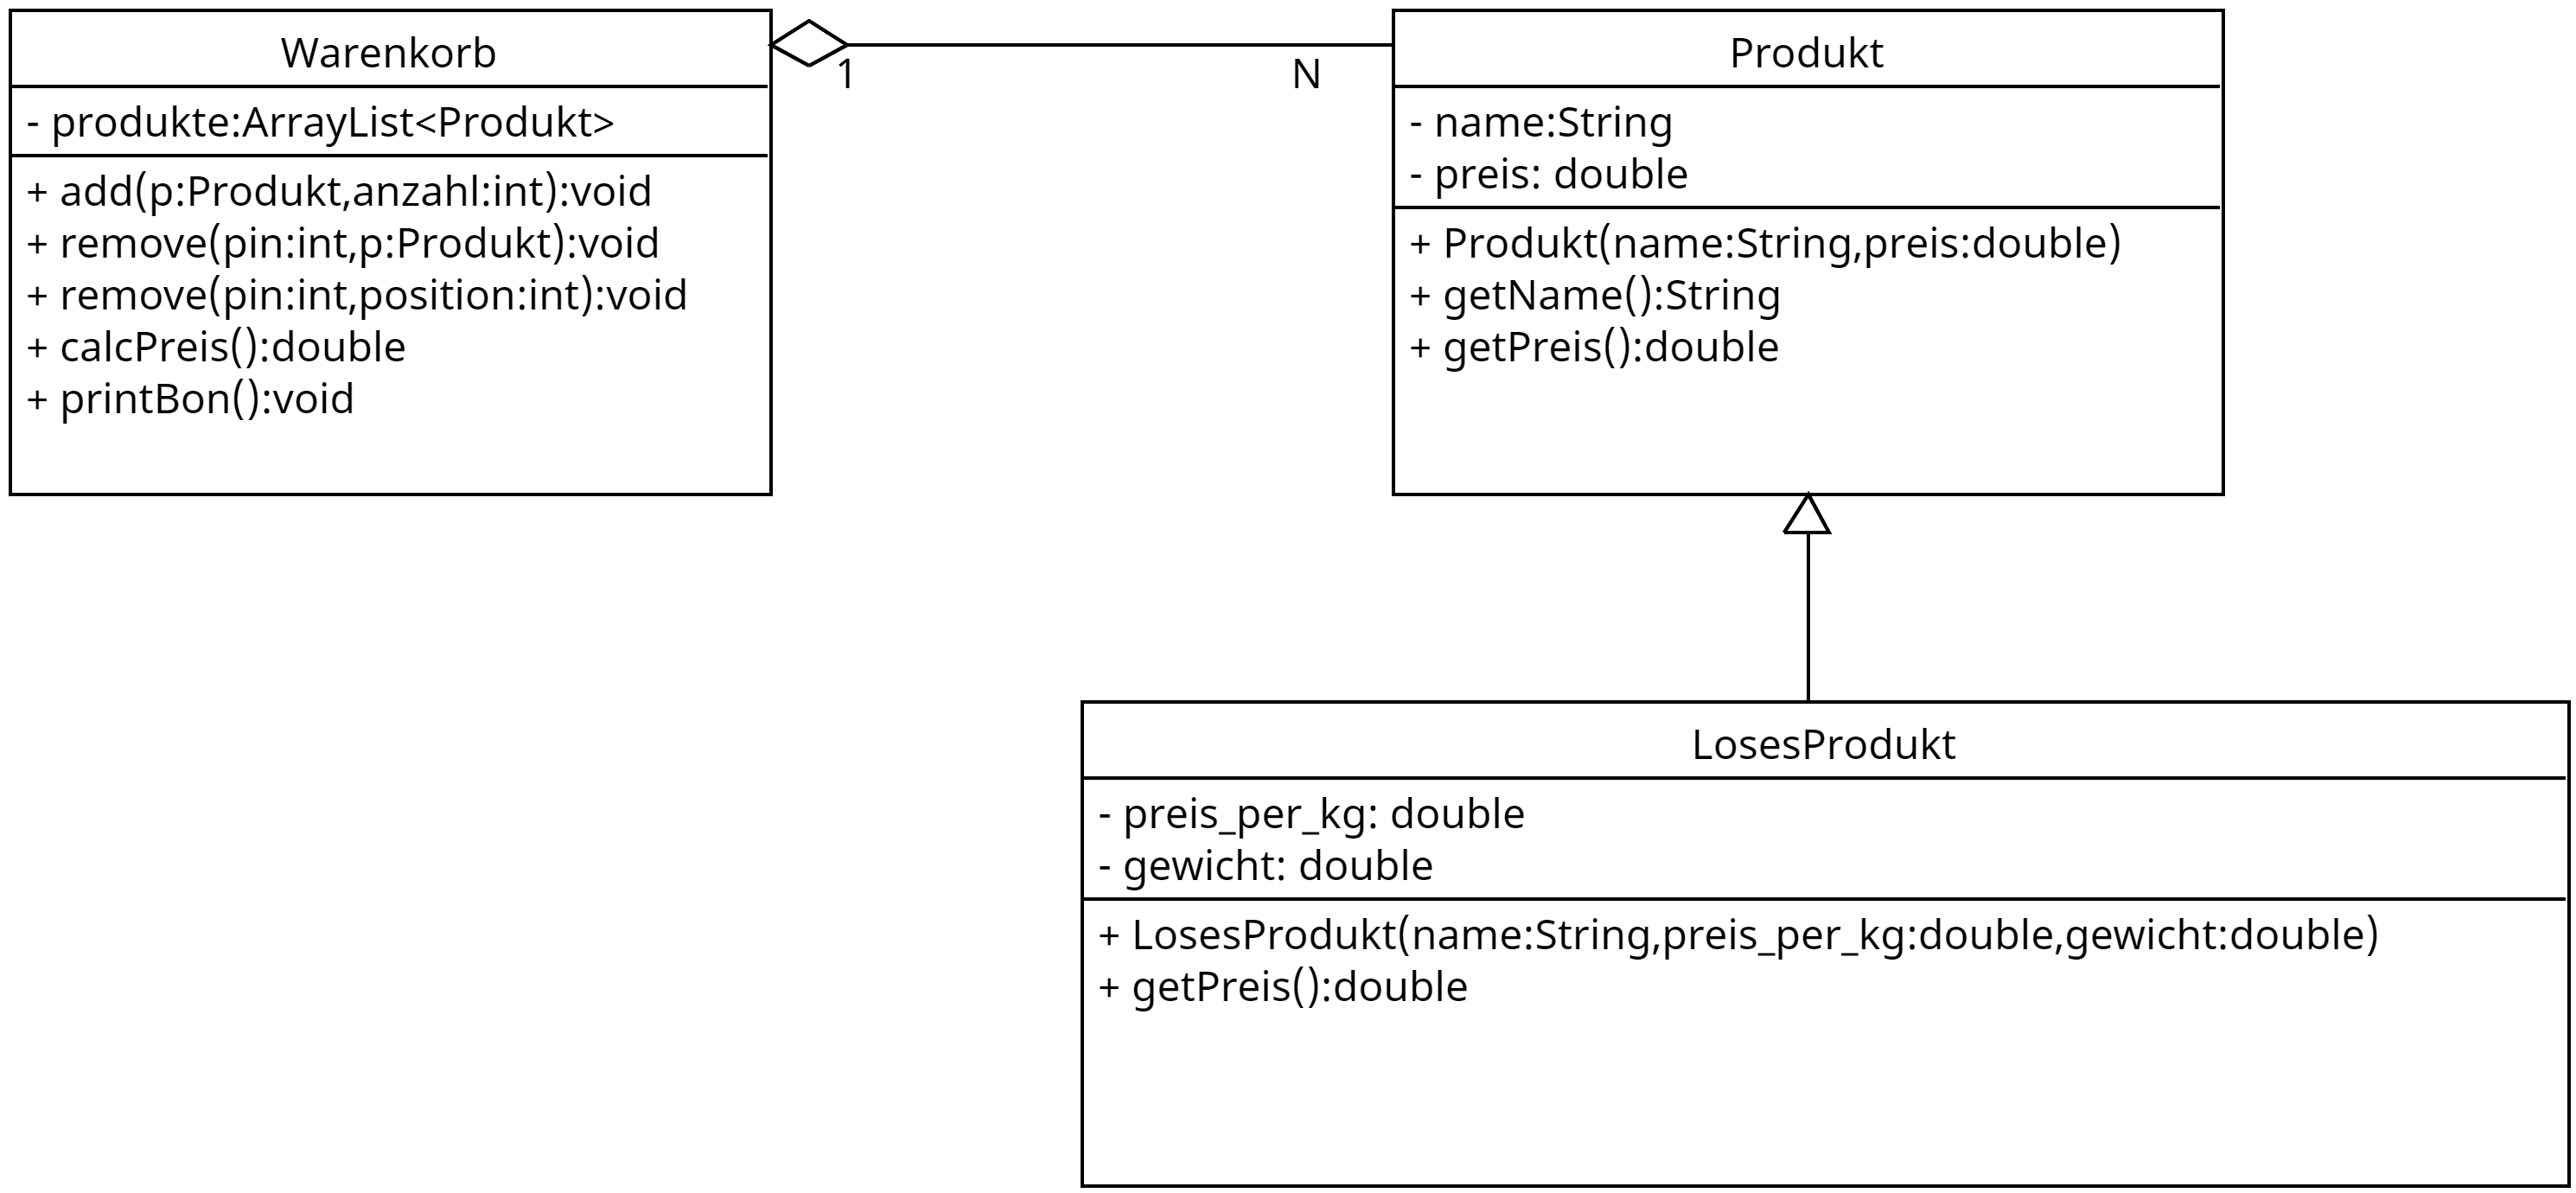 Warenkorb
- produkte:ArrayList<Produkt>
+ add(p:Produkt,anzahl:int):void
+ remove(pin:int,p:Produkt):void
+ remove(pin:int,position:int):void
+ calcPreis():double
+ printBon():void
1
N
Produkt
- name:String
- preis: double
+ Produkt(name:String,preis:double)
+ getName():String
+ getPreis():double
LosesProdukt
- preis_per_kg: double
- gewicht: double
+ LosesProdukt(name:String,preis_per_kg:double,gewicht:double)
+ getPreis():double